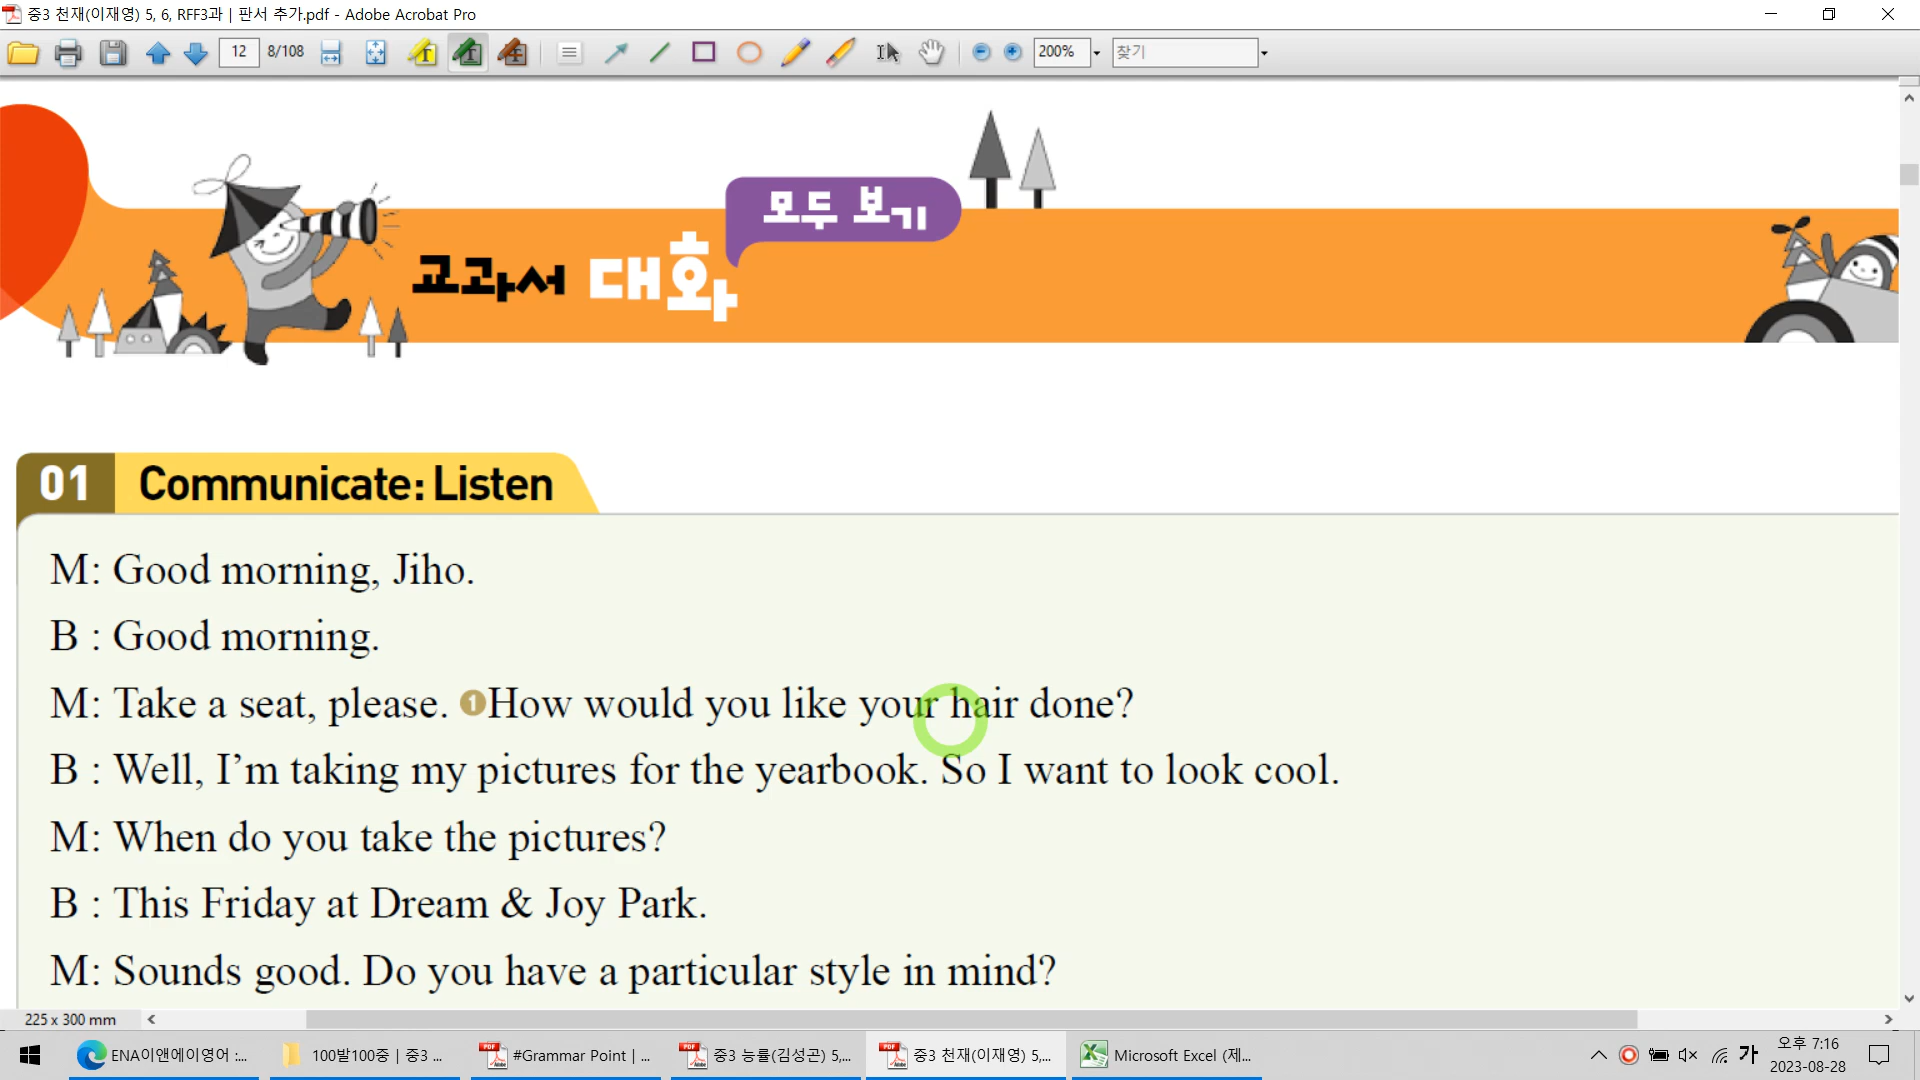 중3 천재(이재영) 5, 6, RFF3과 | 판서 추가.pdf - Adobe Acrobat Pro
12 8/108 200% 찾기
모두 보기
교과서 대화
01 Communicate: Listen
M: Good morning, Jiho.
B : Good morning.
M: Take a seat, please. ❶How would you like your hair done?
B : Well, I’m taking my pictures for the yearbook. So I want to look cool.
M: When do you take the pictures?
B : This Friday at Dream & Joy Park.
M: Sounds good. Do you have a particular style in mind?
225 x 300 mm
ENA이앤에이영어 :... 100발100중 | 중3 ... #Grammar Point | ... 중3 능률(김성곤) 5,... 중3 천재(이재영) 5,... Microsoft Excel (제... 가 오후 7:16
2023-08-28